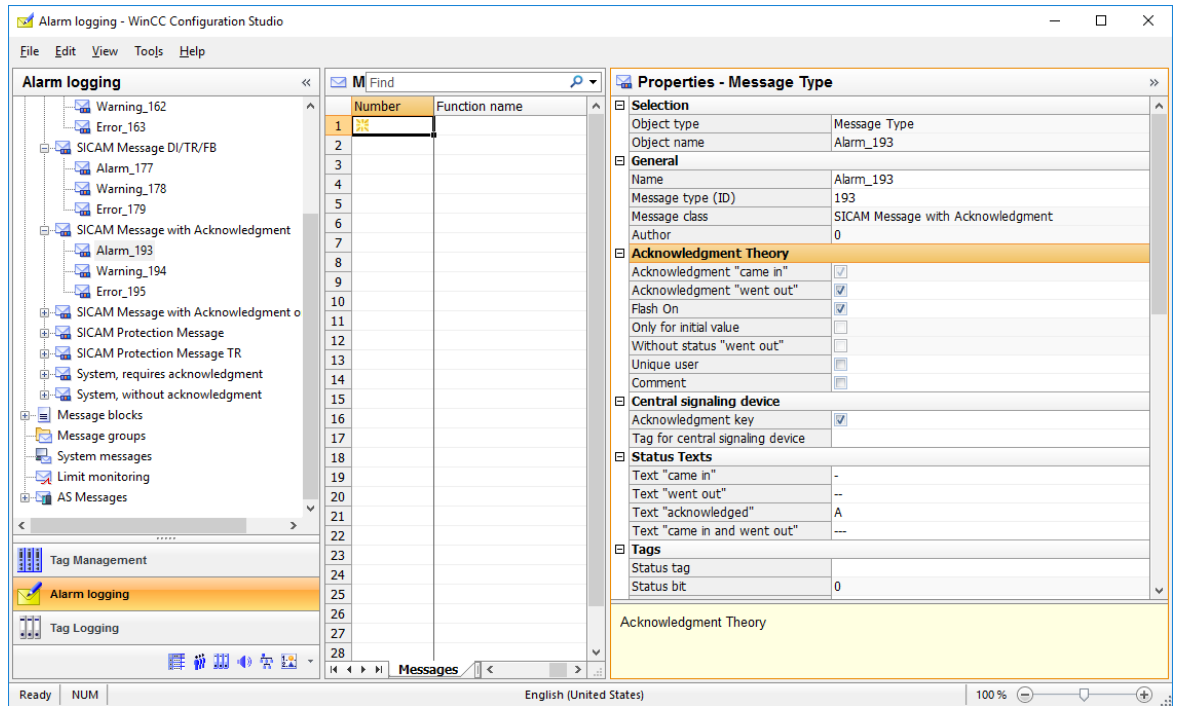 Alarm logging - WinCC Configuration Studio
File Edit View Tools Help
Alarm logging «
Warning_162
Error_163
SICAM Message DI/TR/FB
Alarm_177
Warning_178
Error_179
SICAM Message with Acknowledgment
Alarm_193
Warning_194
Error_195
SICAM Message with Acknowledgment o
SICAM Protection Message
SICAM Protection Message TR
System, requires acknowledgment
System, without acknowledgment
Message blocks
Message groups
System messages
Limit monitoring
AS Messages
Tag Management
Alarm logging
Tag Logging
M Find
Number Function name
1
2
3
4
5
6
7
8
9
10
11
12
13
14
15
16
17
18
19
20
21
22
23
24
25
26
27
28
Messages
Properties - Message Type »
Selection
Object type Message Type
Object name Alarm_193
General
Name Alarm_193
Message type (ID) 193
Message class SICAM Message with Acknowledgment
Author 0
Acknowledgment Theory
Acknowledgment "came in"
Acknowledgment "went out"
Flash On
Only for initial value
Without status "went out"
Unique user
Comment
Central signaling device
Acknowledgment key
Tag for central signaling device
Status Texts
Text "came in" -
Text "went out" --
Text "acknowledged" A
Text "came in and went out" ---
Tags
Status tag
Status bit 0
Acknowledgment Theory
Ready NUM English (United States) 100 %